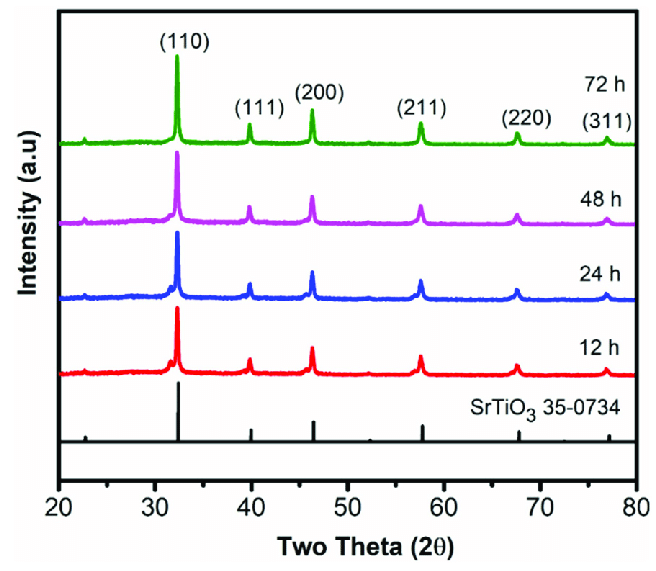 (110)
72 h
(111)
(200)
(211)
(220)
(311)
48 h
24 h
12 h
SrTiO₃ 35-0734
Intensity (a.u)
20 30 40 50 60 70 80
Two Theta (2θ)